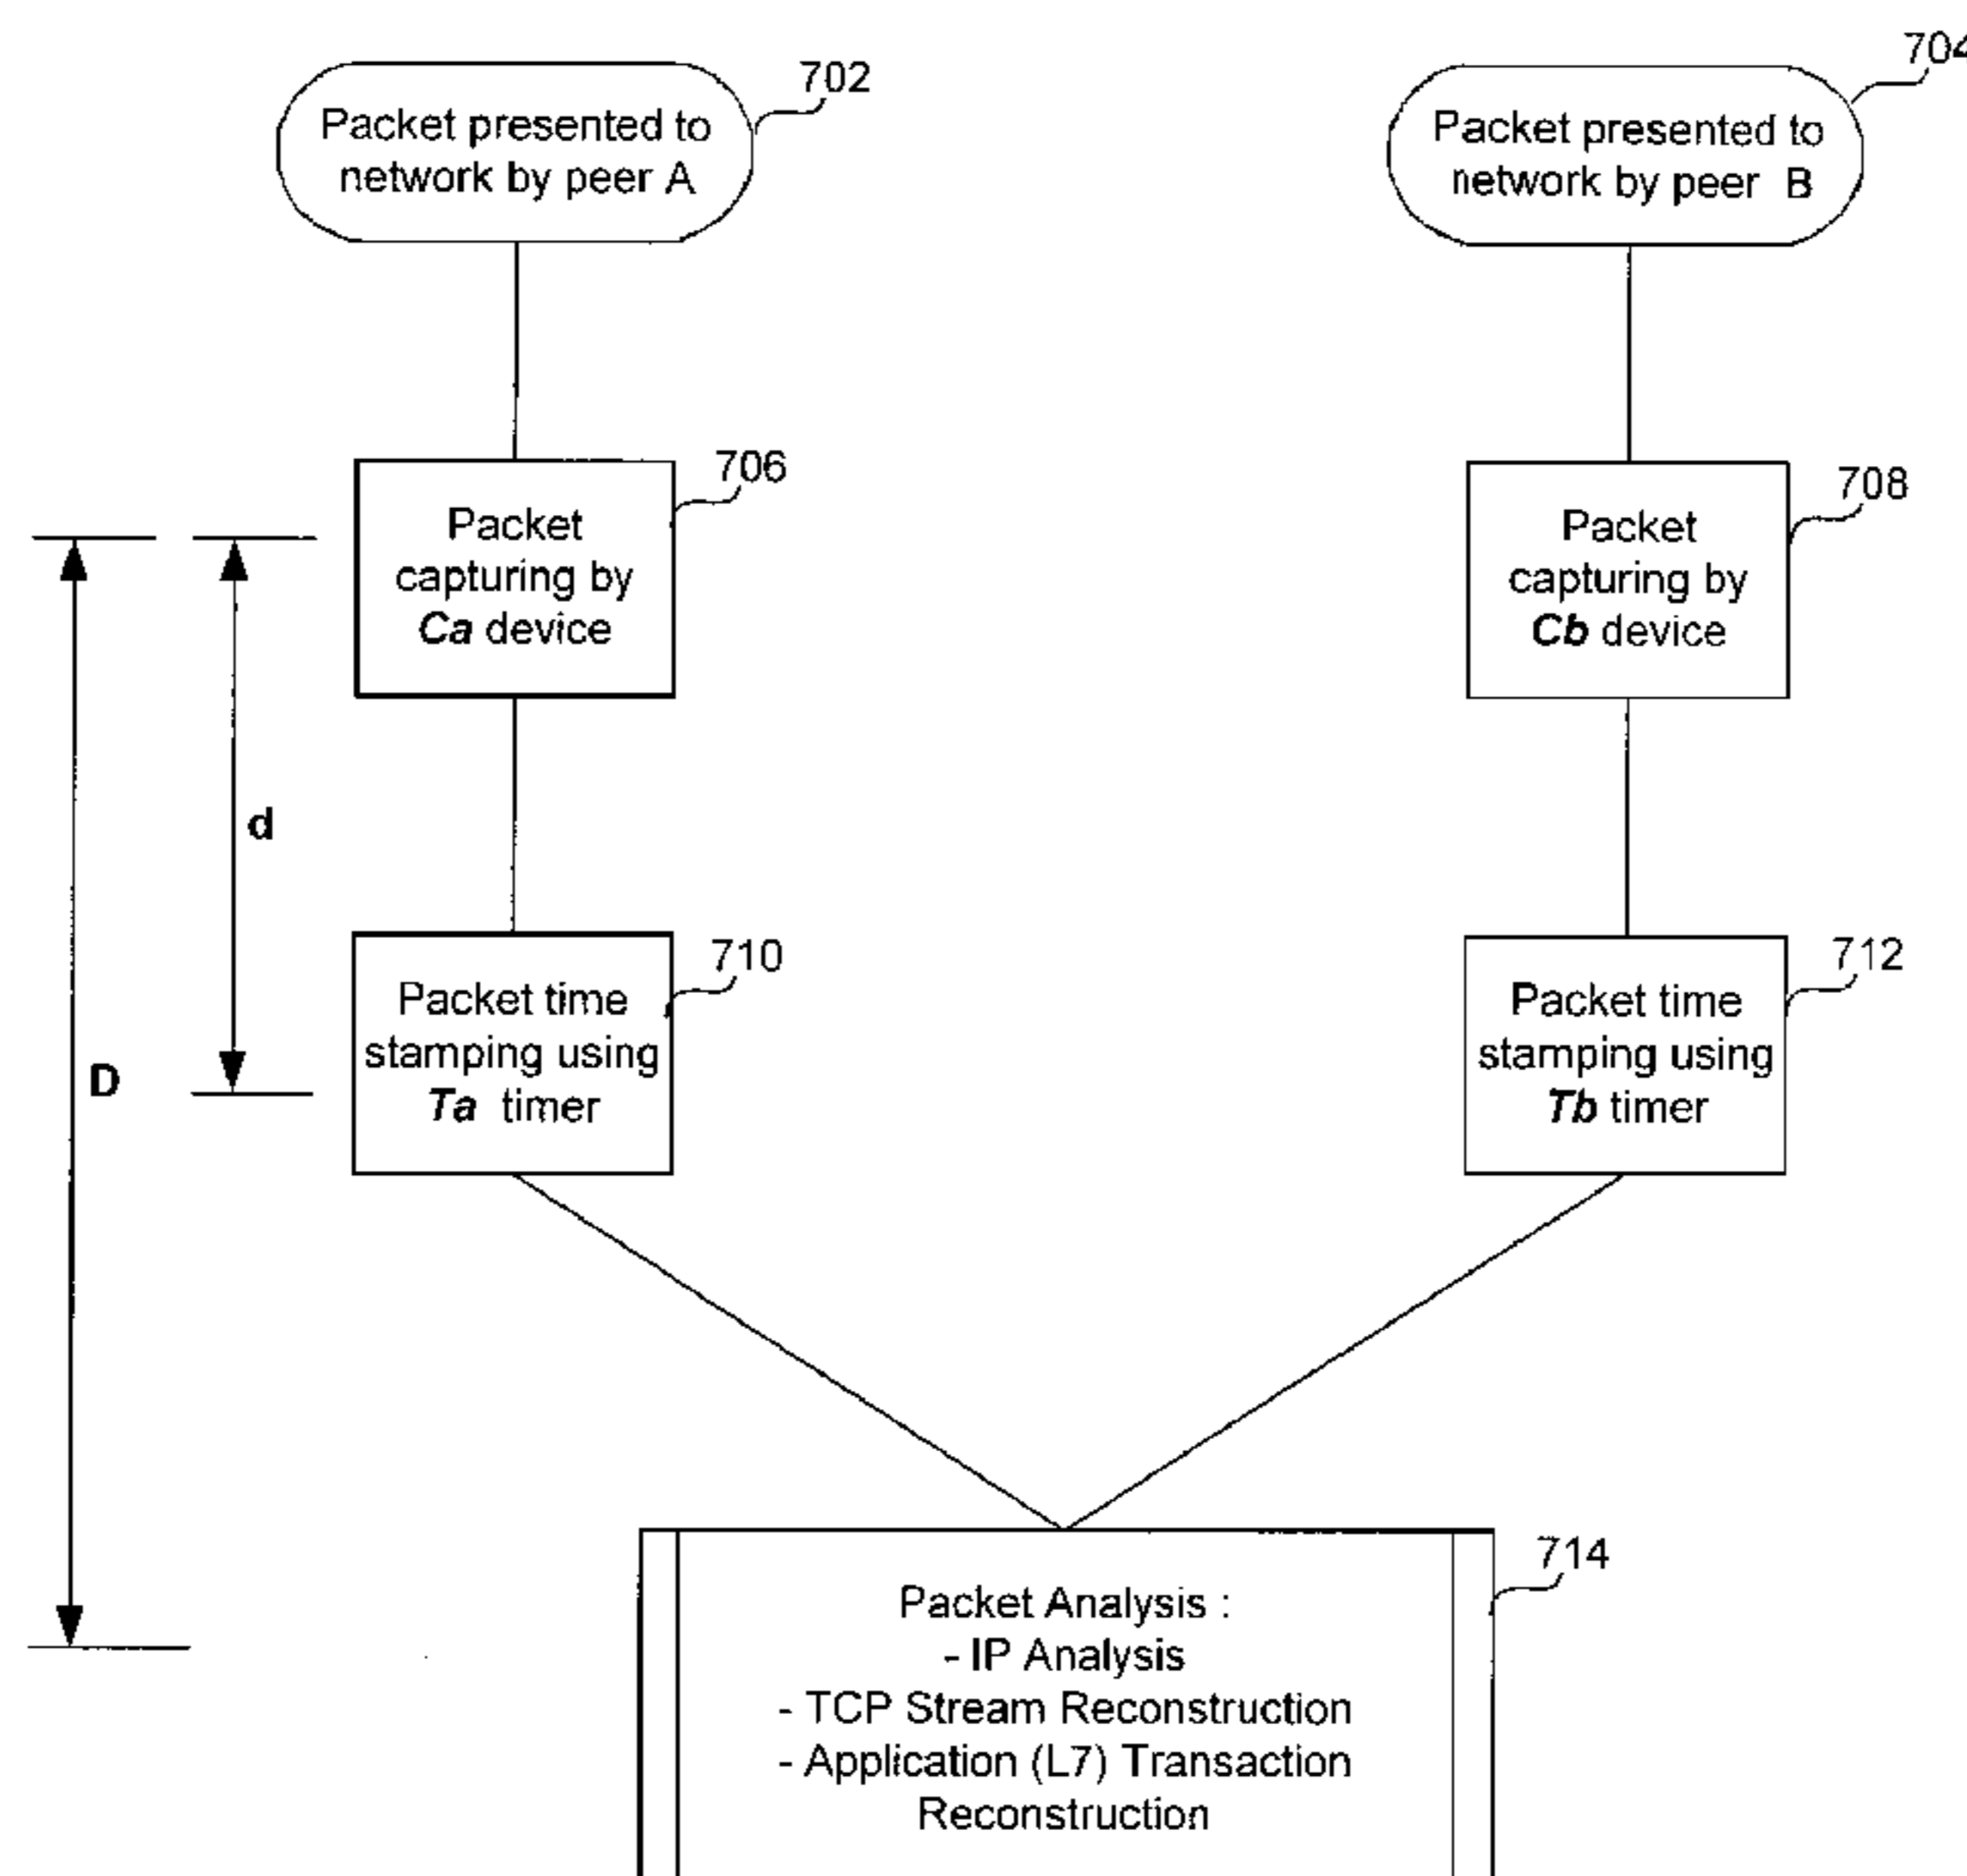 702
Packet presented to
network by peer A
704
Packet presented to
network by peer B
706
Packet
capturing by
Ca device
708
Packet
capturing by
Cb device
d
D
710
Packet time
stamping using
Ta timer
712
Packet time
stamping using
Tb timer
714
Packet Analysis :
- IP Analysis
- TCP Stream Reconstruction
- Application (L7) Transaction
Reconstruction